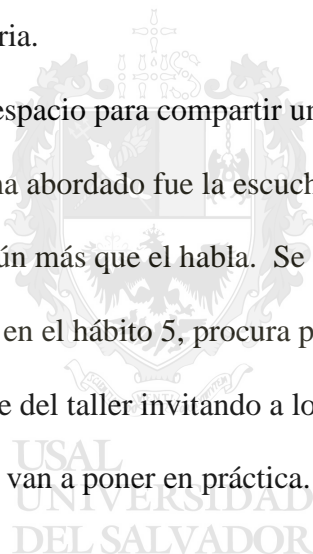 ria.
espacio para compartir un
na abordado fue la escuch
ún más que el habla. Se
en el hábito 5, procura p
e del taller invitando a lo
van a poner en práctica.
USAL
UNIVERSIDAD
DEL SALVADOR